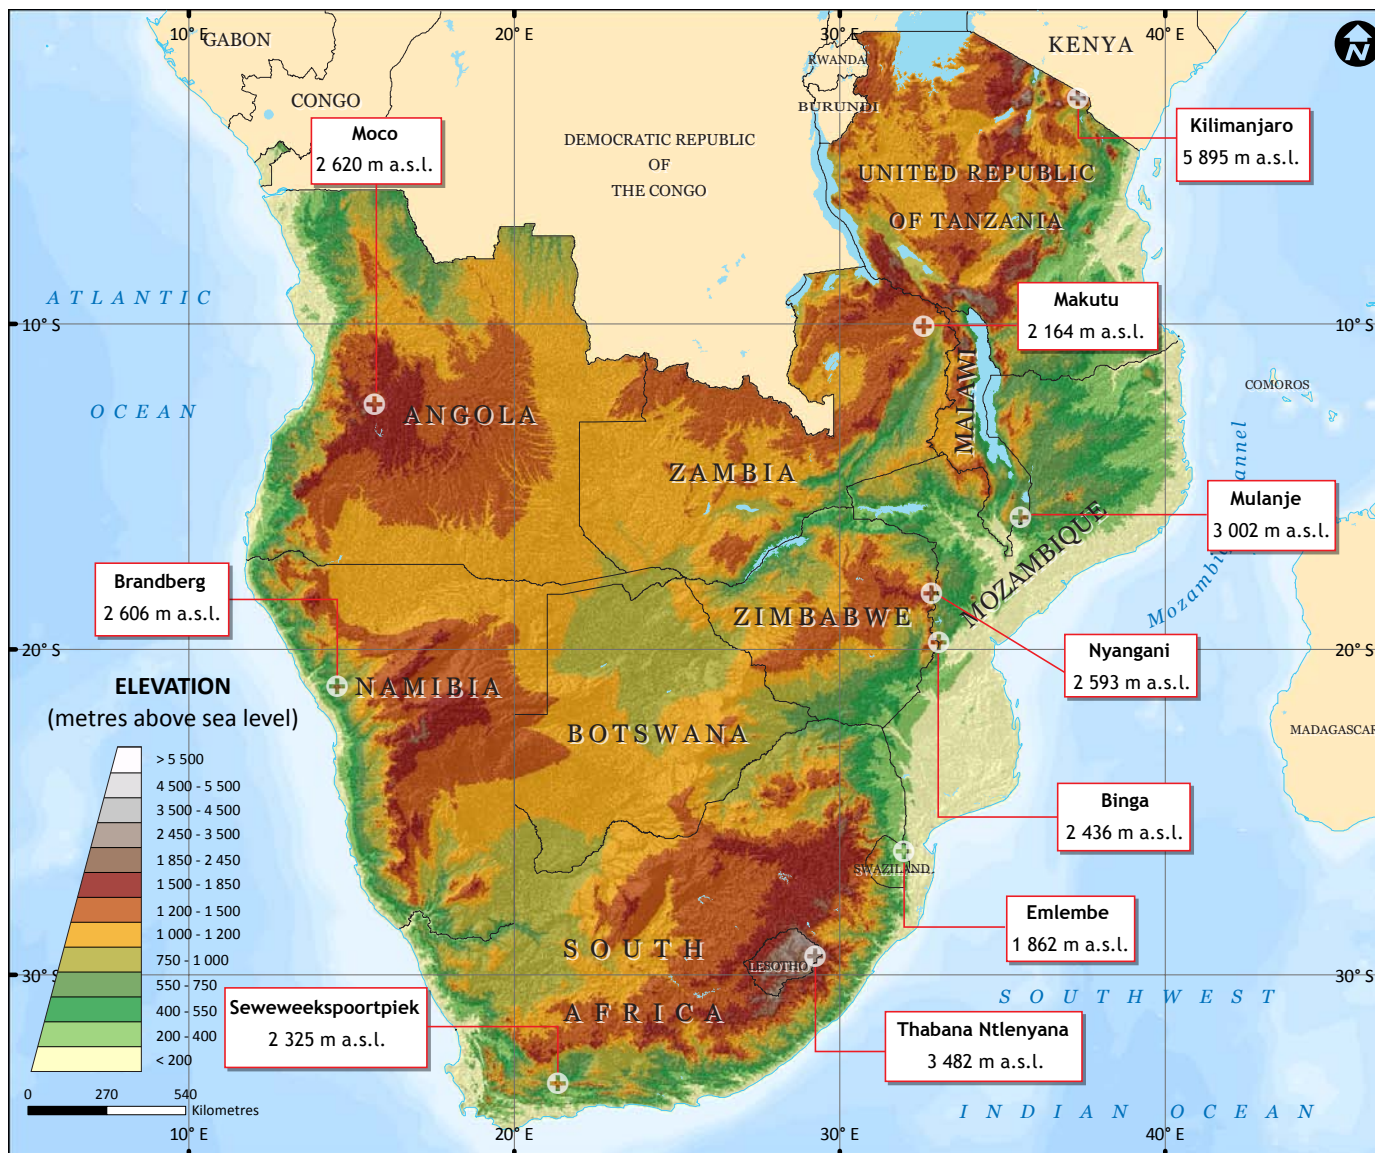 10° E
20° E
30° E
40° E
N
GABON
CONGO
DEMOCRATIC REPUBLIC
OF
THE CONGO
RWANDA
BURUNDI
KENYA
UNITED REPUBLIC
OF TANZANIA
Moco
2 620 m a.s.l.
Kilimanjaro
5 895 m a.s.l.
ATLANTIC
OCEAN
10° S
10° S
Makutu
2 164 m a.s.l.
MALAWI
COMOROS
ANGOLA
ZAMBIA
Mulanje
3 002 m a.s.l.
MOZAMBIQUE
Brandberg
2 606 m a.s.l.
ZIMBABWE
Nyangani
2 593 m a.s.l.
20° S
20° S
NAMIBIA
BOTSWANA
MADAGASCAR
ELEVATION
(metres above sea level)
> 5 500
4 500 - 5 500
3 500 - 4 500
2 450 - 3 500
1 850 - 2 450
1 500 - 1 850
1 200 - 1 500
1 000 - 1 200
750 - 1 000
550 - 750
400 - 550
200 - 400
< 200
Binga
2 436 m a.s.l.
SWAZILAND
Emlembe
1 862 m a.s.l.
SOUTH
AFRICA
LESOTHO
30° S
30° S
Seweweekspoortpiek
2 325 m a.s.l.
Thabana Ntlenyana
3 482 m a.s.l.
SOUTHWEST
INDIAN OCEAN
0
270
540
Kilometres
10° E
20° E
30° E
40° E